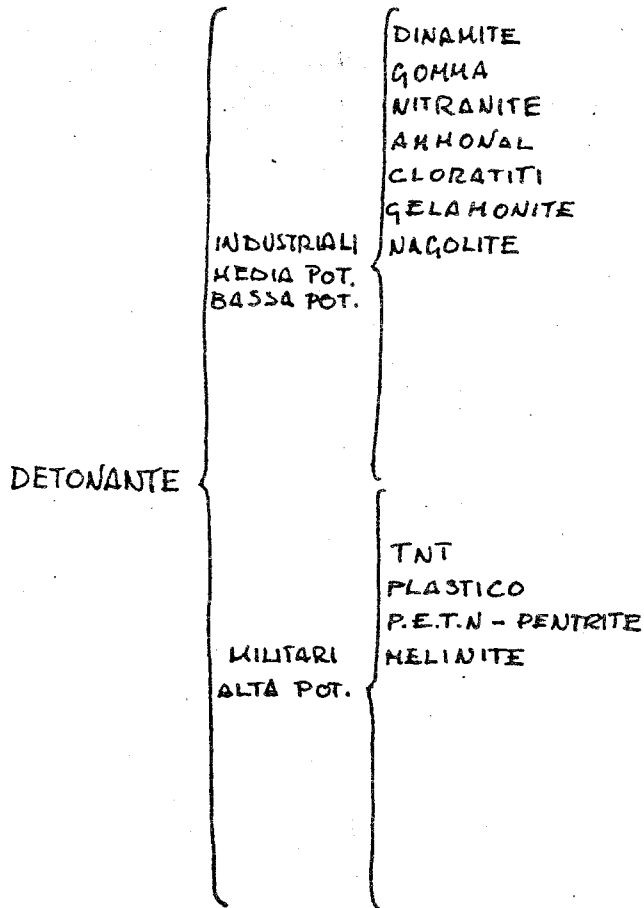 DINAMITE
GOMMA
NITRANITE
AMMONAL
CLORATITI
GELAMONITE
NAGOLITE
INDUSTRIALI
MEDIA POT.
BASSA POT.
DETONANTE
TNT
PLASTICO
P.E.T.N - PENTRITE
MELINITE
MILITARI
ALTA POT.